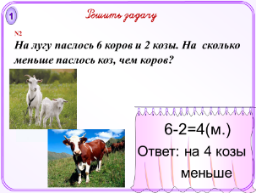 1
Решить задачу
№2
На лугу паслось 6 коров и 2 козы. На сколько
меньше паслось коз, чем коров?
6-2=4(м.)
Ответ: на 4 козы
меньше